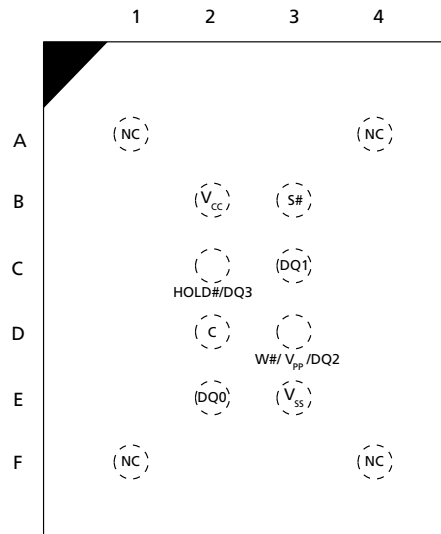 1 2 3 4
A NC NC
B VCC S#
C DQ1
HOLD#/DQ3
D C
W#/ VPP /DQ2
E DQ0 VSS
F NC NC